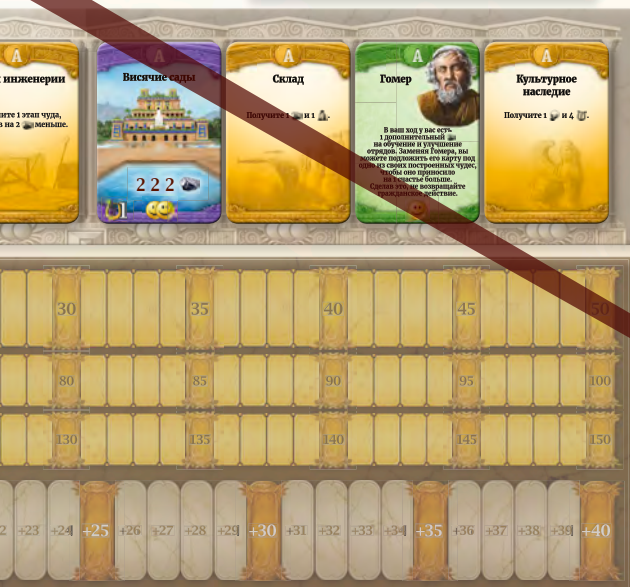 A
A
A
A
A
инженерии
Висячие сады
Склад
Гомер
Культурное
наследие
1 этап чуда,
на 2 меньше.
Получите 1 и 1 .
Получите 1 и 4 .
В ваш ход у вас есть
1 дополнительный
на обучение и улучшение
отрядов. Заменяя Гомера, вы
можете подложить его карту под
один из своих построенных чудес,
чтобы оно приносило
на 1 счастье больше.
Сделав это, не возвращайте
гражданское действие.
2 2 2
1
30 35 40 45 50
80 85 90 95 100
130 135 140 145 150
+23 +24 +25 +26 +27 +28 +29 +30 +31 +32 +33 +34 +35 +36 +37 +38 +39 +40